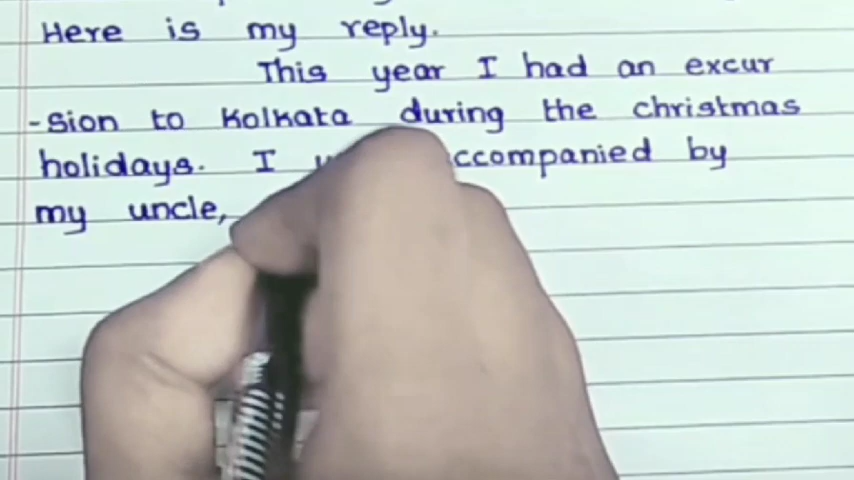 Here is my reply.
This year I had an excur
-sion to Kolkata during the christmas
holidays. I ccompanied by
my uncle,